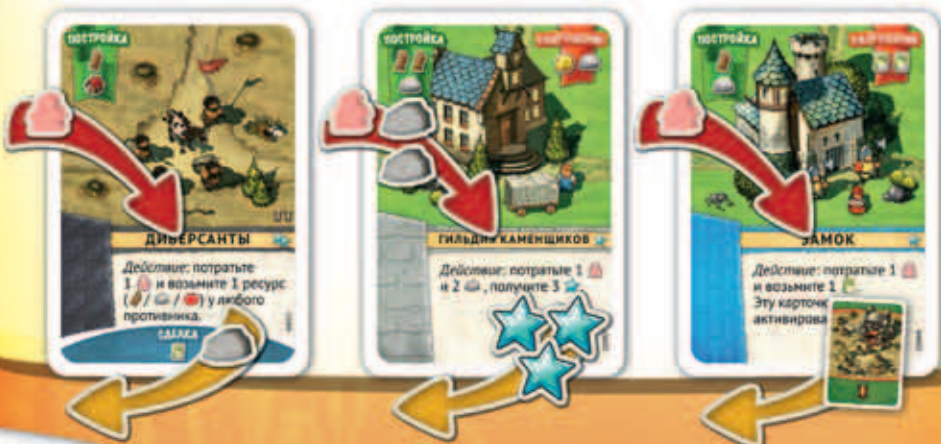 ПОСТРОЙКА
ДИВЕРСАНТЫ
Действие: потратьте
1 и возьмите 1 ресурс
( / / ) у любого
противника.
СДЕЛКА
ПОСТРОЙКА
ГИЛЬДИЯ КАМЕНЩИКОВ
Действие: потратьте 1
и 2 , получите 3
ПОСТРОЙКА
ЗАМОК
Действие: потратьте 1
и возьмите 1
Эту карточк
активирова